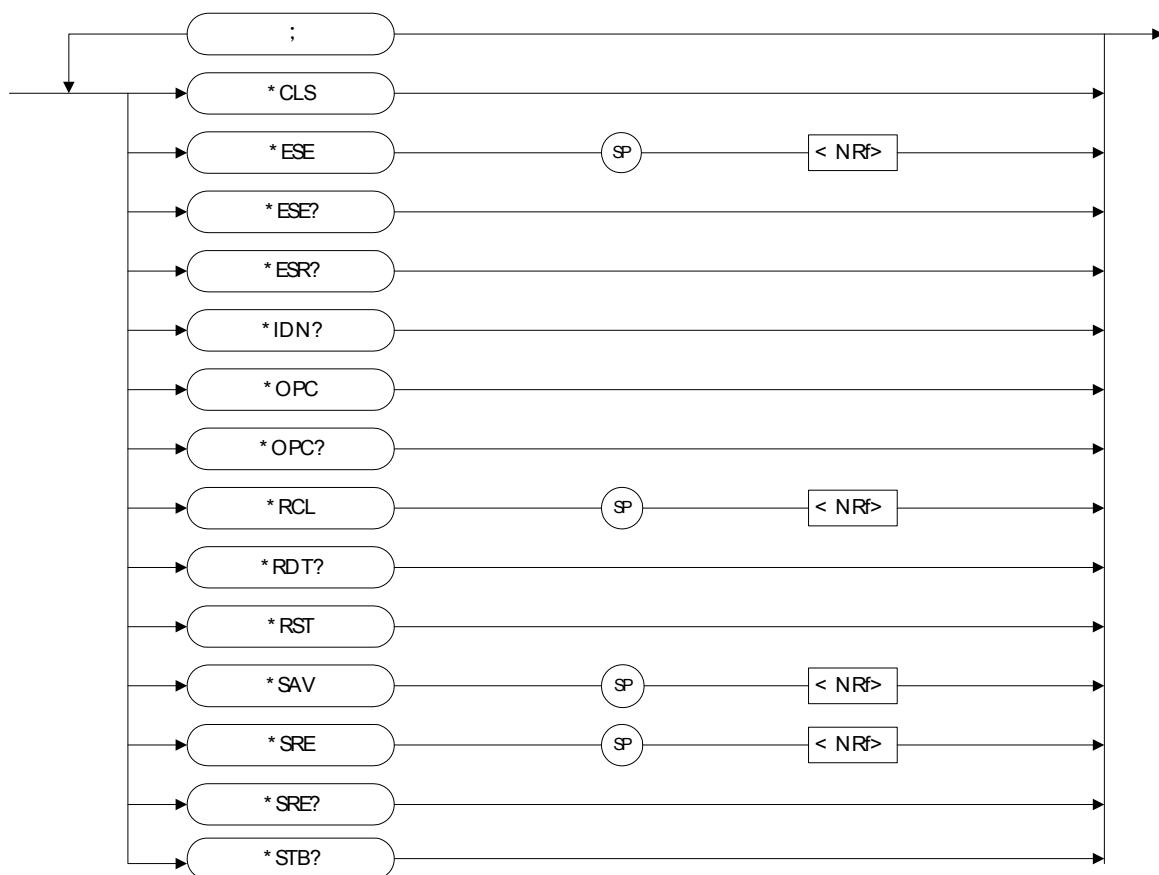 ;
*CLS
*ESE SP < NRf>
*ESE?
*ESR?
*IDN?
*OPC
*OPC?
*RCL SP < NRf>
*RDT?
*RST
*SAV SP < NRf>
*SRE SP < NRf>
*SRE?
*STB?